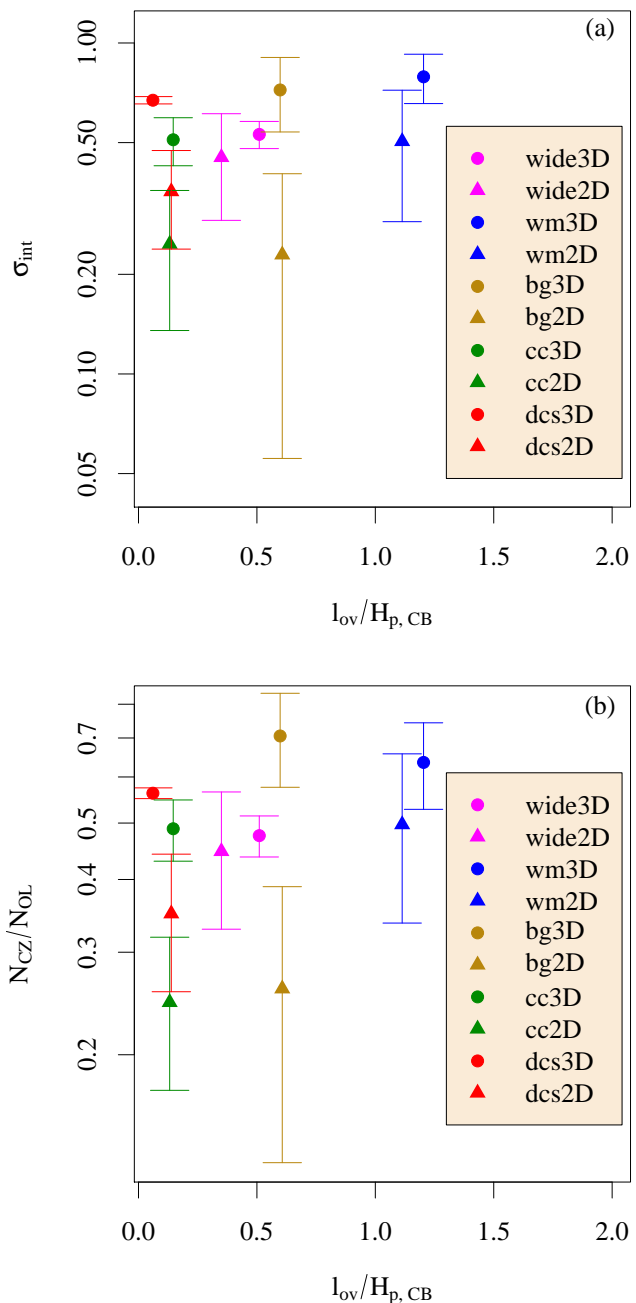 (a)
1.00
0.50
0.20
0.10
0.05
σint
wide3D
wide2D
wm3D
wm2D
bg3D
bg2D
cc3D
cc2D
dcs3D
dcs2D
0.0 0.5 1.0 1.5 2.0
lov/Hp, CB
(b)
0.7
0.5
0.4
0.3
0.2
NCZ/NOL
wide3D
wide2D
wm3D
wm2D
bg3D
bg2D
cc3D
cc2D
dcs3D
dcs2D
0.0 0.5 1.0 1.5 2.0
lov/Hp, CB